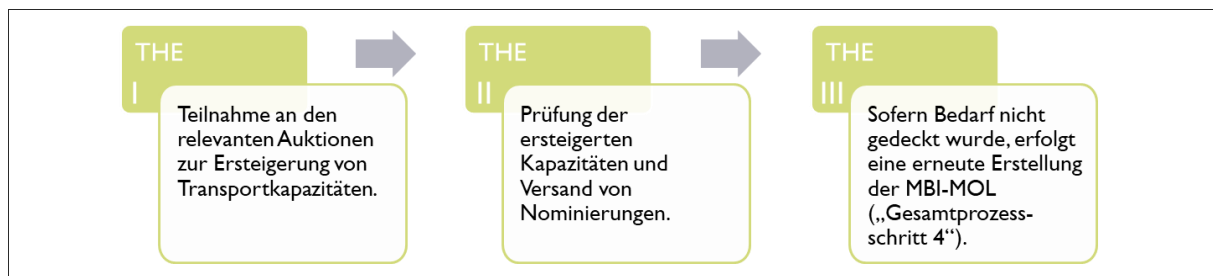 THE
I
Teilnahme an den
relevanten Auktionen
zur Ersteigerung von
Transportkapazitäten.
THE
II
Prüfung der
ersteigerten
Kapazitäten und
Versand von
Nominierungen.
THE
III
Sofern Bedarf nicht
gedeckt wurde, erfolgt
eine erneute Erstellung
der MBI-MOL
(„Gesamtprozess-
schritt 4“).